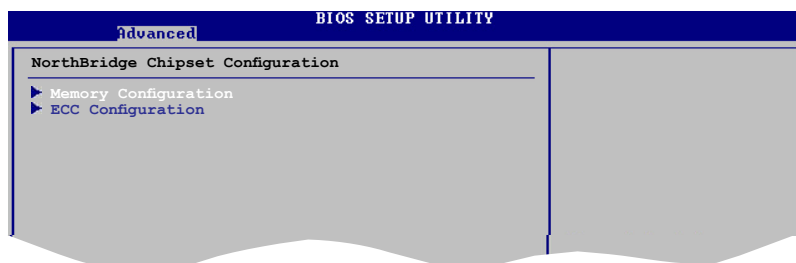 BIOS SETUP UTILITY
Advanced
NorthBridge Chipset Configuration
Memory Configuration
ECC Configuration